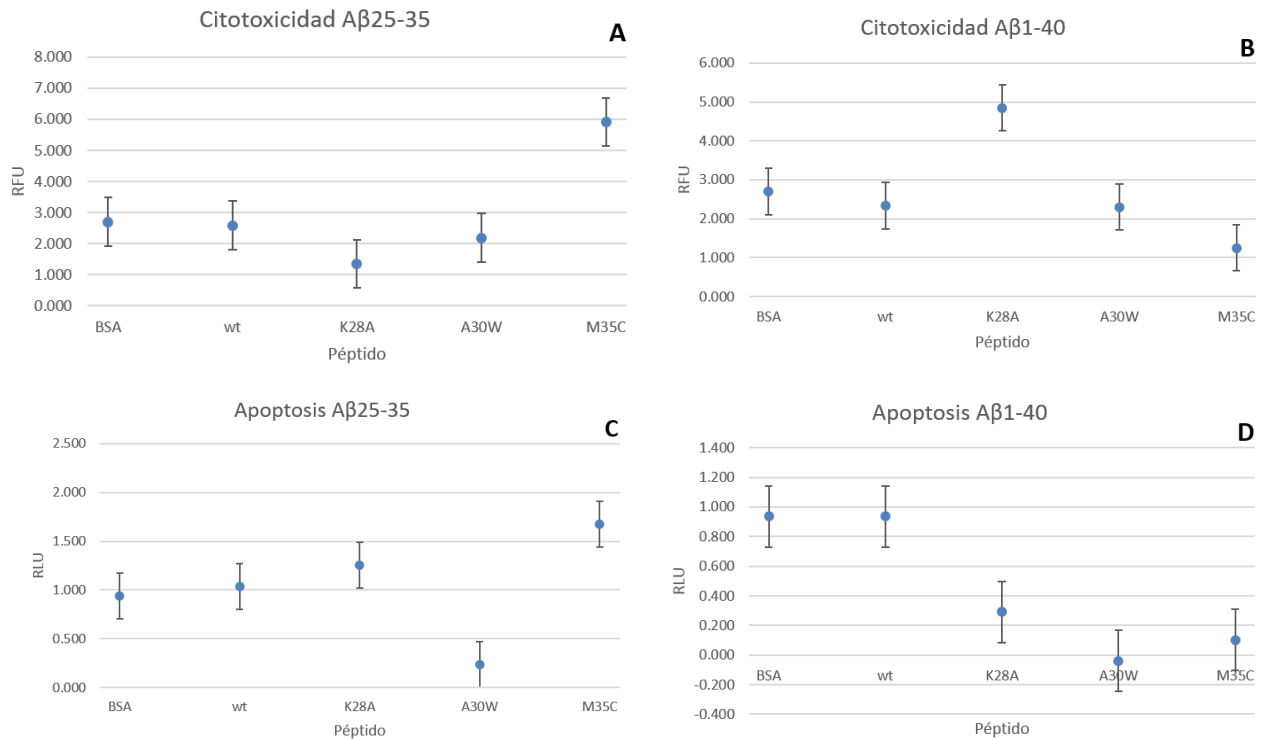 Citotoxicidad Aβ25-35
A
8.000
7.000
6.000
5.000
4.000
3.000
2.000
1.000
0.000
RFU
BSA wt K28A A30W M35C
Péptido
Citotoxicidad Aβ1-40
B
6.000
5.000
4.000
3.000
2.000
1.000
0.000
RFU
BSA wt K28A A30W M35C
Péptido
Apoptosis Aβ25-35
C
2.500
2.000
1.500
1.000
0.500
0.000
RLU
BSA wt K28A A30W M35C
Péptido
Apoptosis Aβ1-40
D
1.400
1.200
1.000
0.800
0.600
0.400
0.200
0.000
-0.200
-0.400
RLU
BSA wt K28A A30W M35C
Péptido